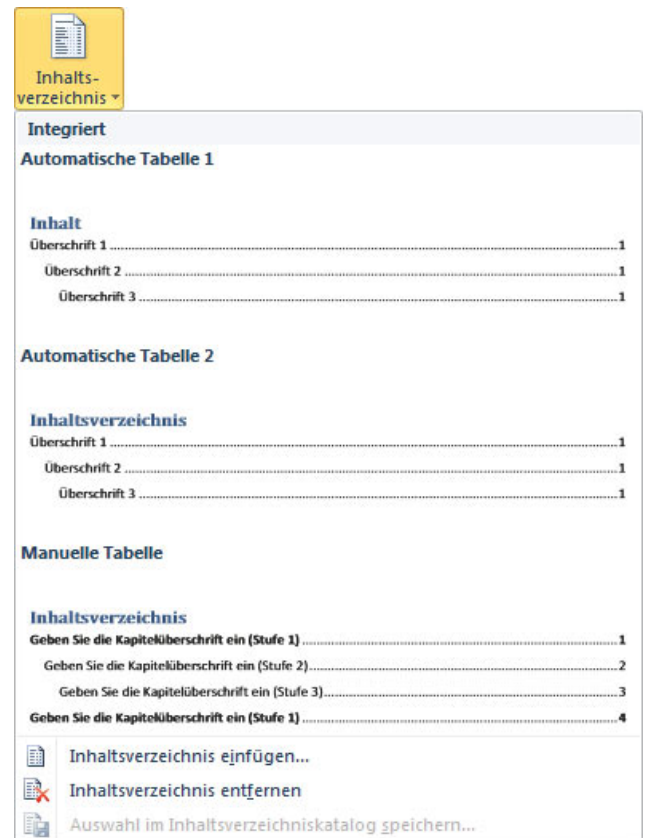 Inhalts-
verzeichnis
Integriert
Automatische Tabelle 1
Inhalt
Überschrift 1 ........................................ 1
Überschrift 2 ........................................ 1
Überschrift 3 ........................................ 1
Automatische Tabelle 2
Inhaltsverzeichnis
Überschrift 1 ........................................ 1
Überschrift 2 ........................................ 1
Überschrift 3 ........................................ 1
Manuelle Tabelle
Inhaltsverzeichnis
Geben Sie die Kapitelüberschrift ein (Stufe 1) ........................................ 1
Geben Sie die Kapitelüberschrift ein (Stufe 2) ........................................ 2
Geben Sie die Kapitelüberschrift ein (Stufe 3) ........................................ 3
Geben Sie die Kapitelüberschrift ein (Stufe 1) ........................................ 4
Inhaltsverzeichnis einfügen...
Inhaltsverzeichnis entfernen
Auswahl im Inhaltsverzeichniskatalog speichern...